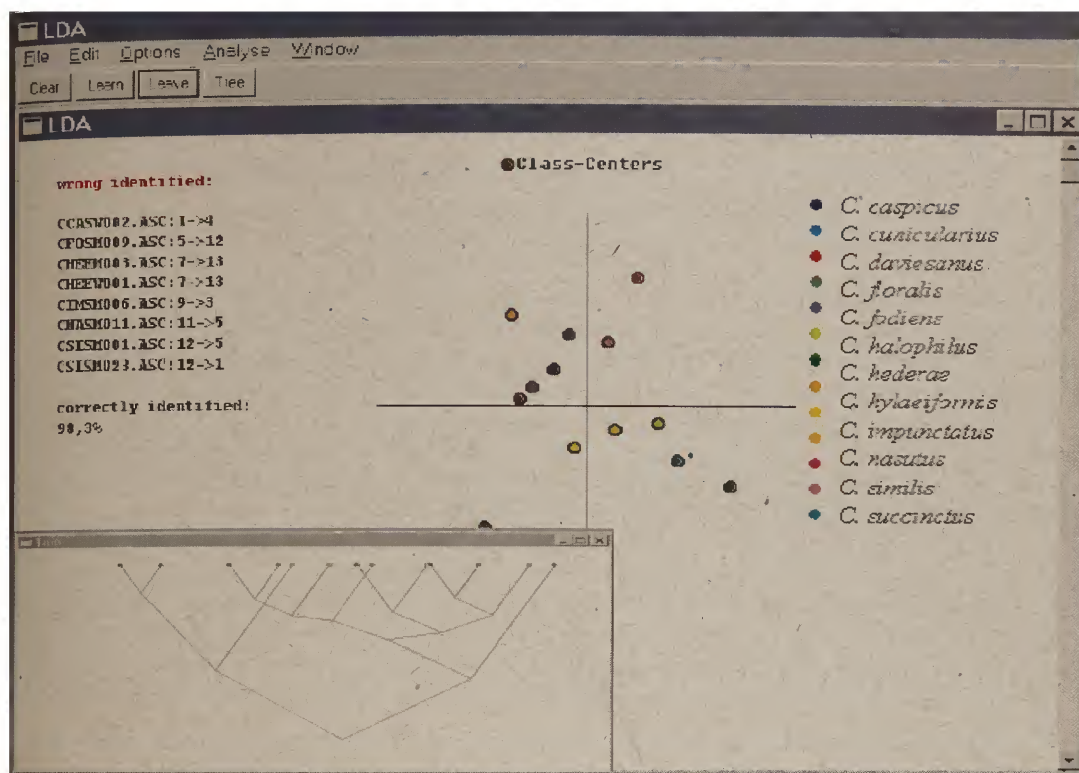 LDA
File Edit Options Analyse Window
Clear Learn Leave Tree
LDA
Class-Centers
wrong identified:
CCASW002.ASC:1->4
CFOSM009.ASC:5->12
CHEEM003.ASC:7->13
CHEEW001.ASC:7->13
CIMSM006.ASC:9->3
CNASM011.ASC:11->5
CSISM001.ASC:12->5
CSISM023.ASC:12->1
correctly identified:
98,3%
C. caspicus
C. cunicularius
C. daviesanus
C. floralis
C. fodiens
C. halophilus
C. hederae
C. hylaeiformis
C. impunctatus
C. nasutus
C. similis
C. succinctus